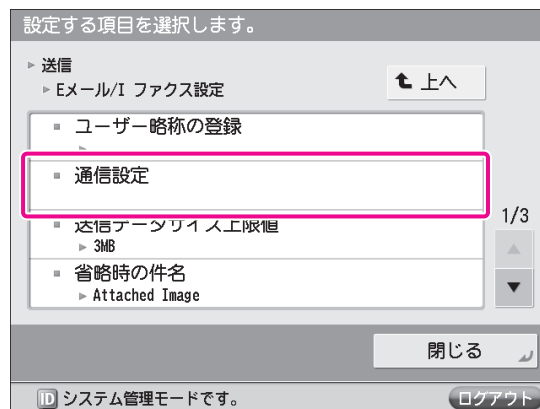 設定する項目を選択します。
送信
Eメール/I ファクス設定
上へ
ユーザー略称の登録
通信設定
送信データサイズ上限値
3MB
1/3
省略時の件名
Attached Image
閉じる
ID システム管理モードです。
ログアウト